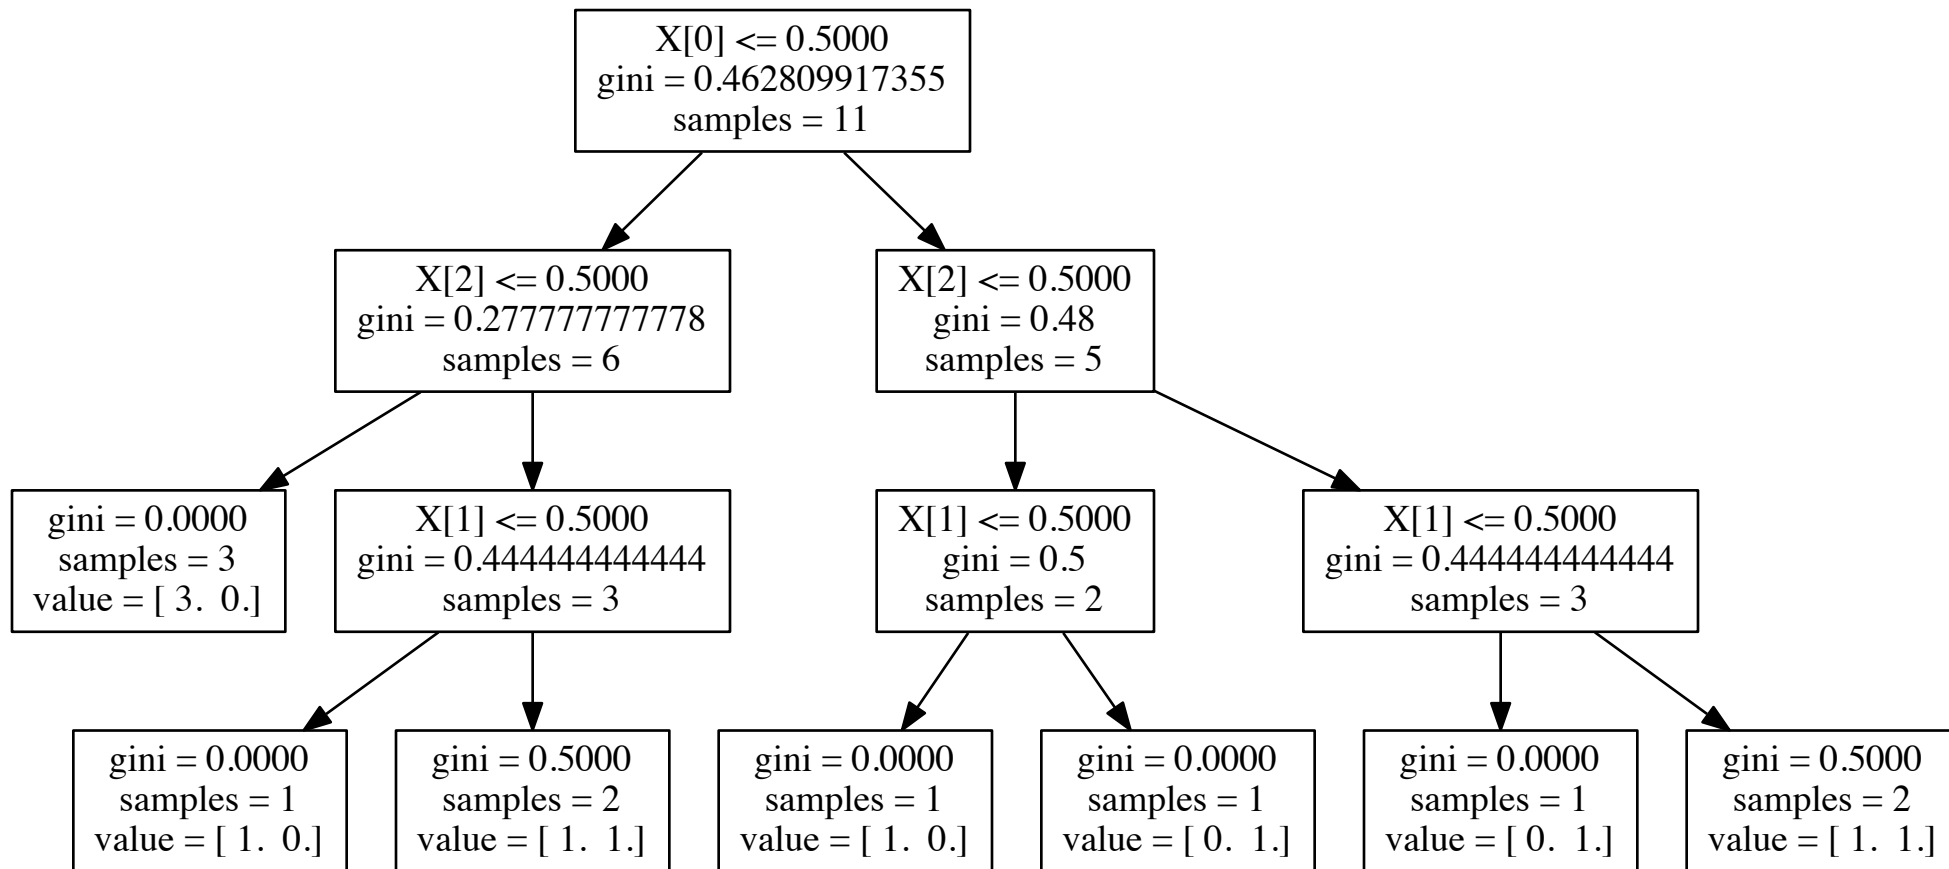 X[0] <= 0.5000
gini = 0.462809917355
samples = 11
X[2] <= 0.5000
gini = 0.277777777778
samples = 6
X[2] <= 0.5000
gini = 0.48
samples = 5
gini = 0.0000
samples = 3
value = [ 3.  0.]
X[1] <= 0.5000
gini = 0.444444444444
samples = 3
X[1] <= 0.5000
gini = 0.5
samples = 2
X[1] <= 0.5000
gini = 0.444444444444
samples = 3
gini = 0.0000
samples = 1
value = [ 1.  0.]
gini = 0.5000
samples = 2
value = [ 1.  1.]
gini = 0.0000
samples = 1
value = [ 1.  0.]
gini = 0.0000
samples = 1
value = [ 0.  1.]
gini = 0.0000
samples = 1
value = [ 0.  1.]
gini = 0.5000
samples = 2
value = [ 1.  1.]